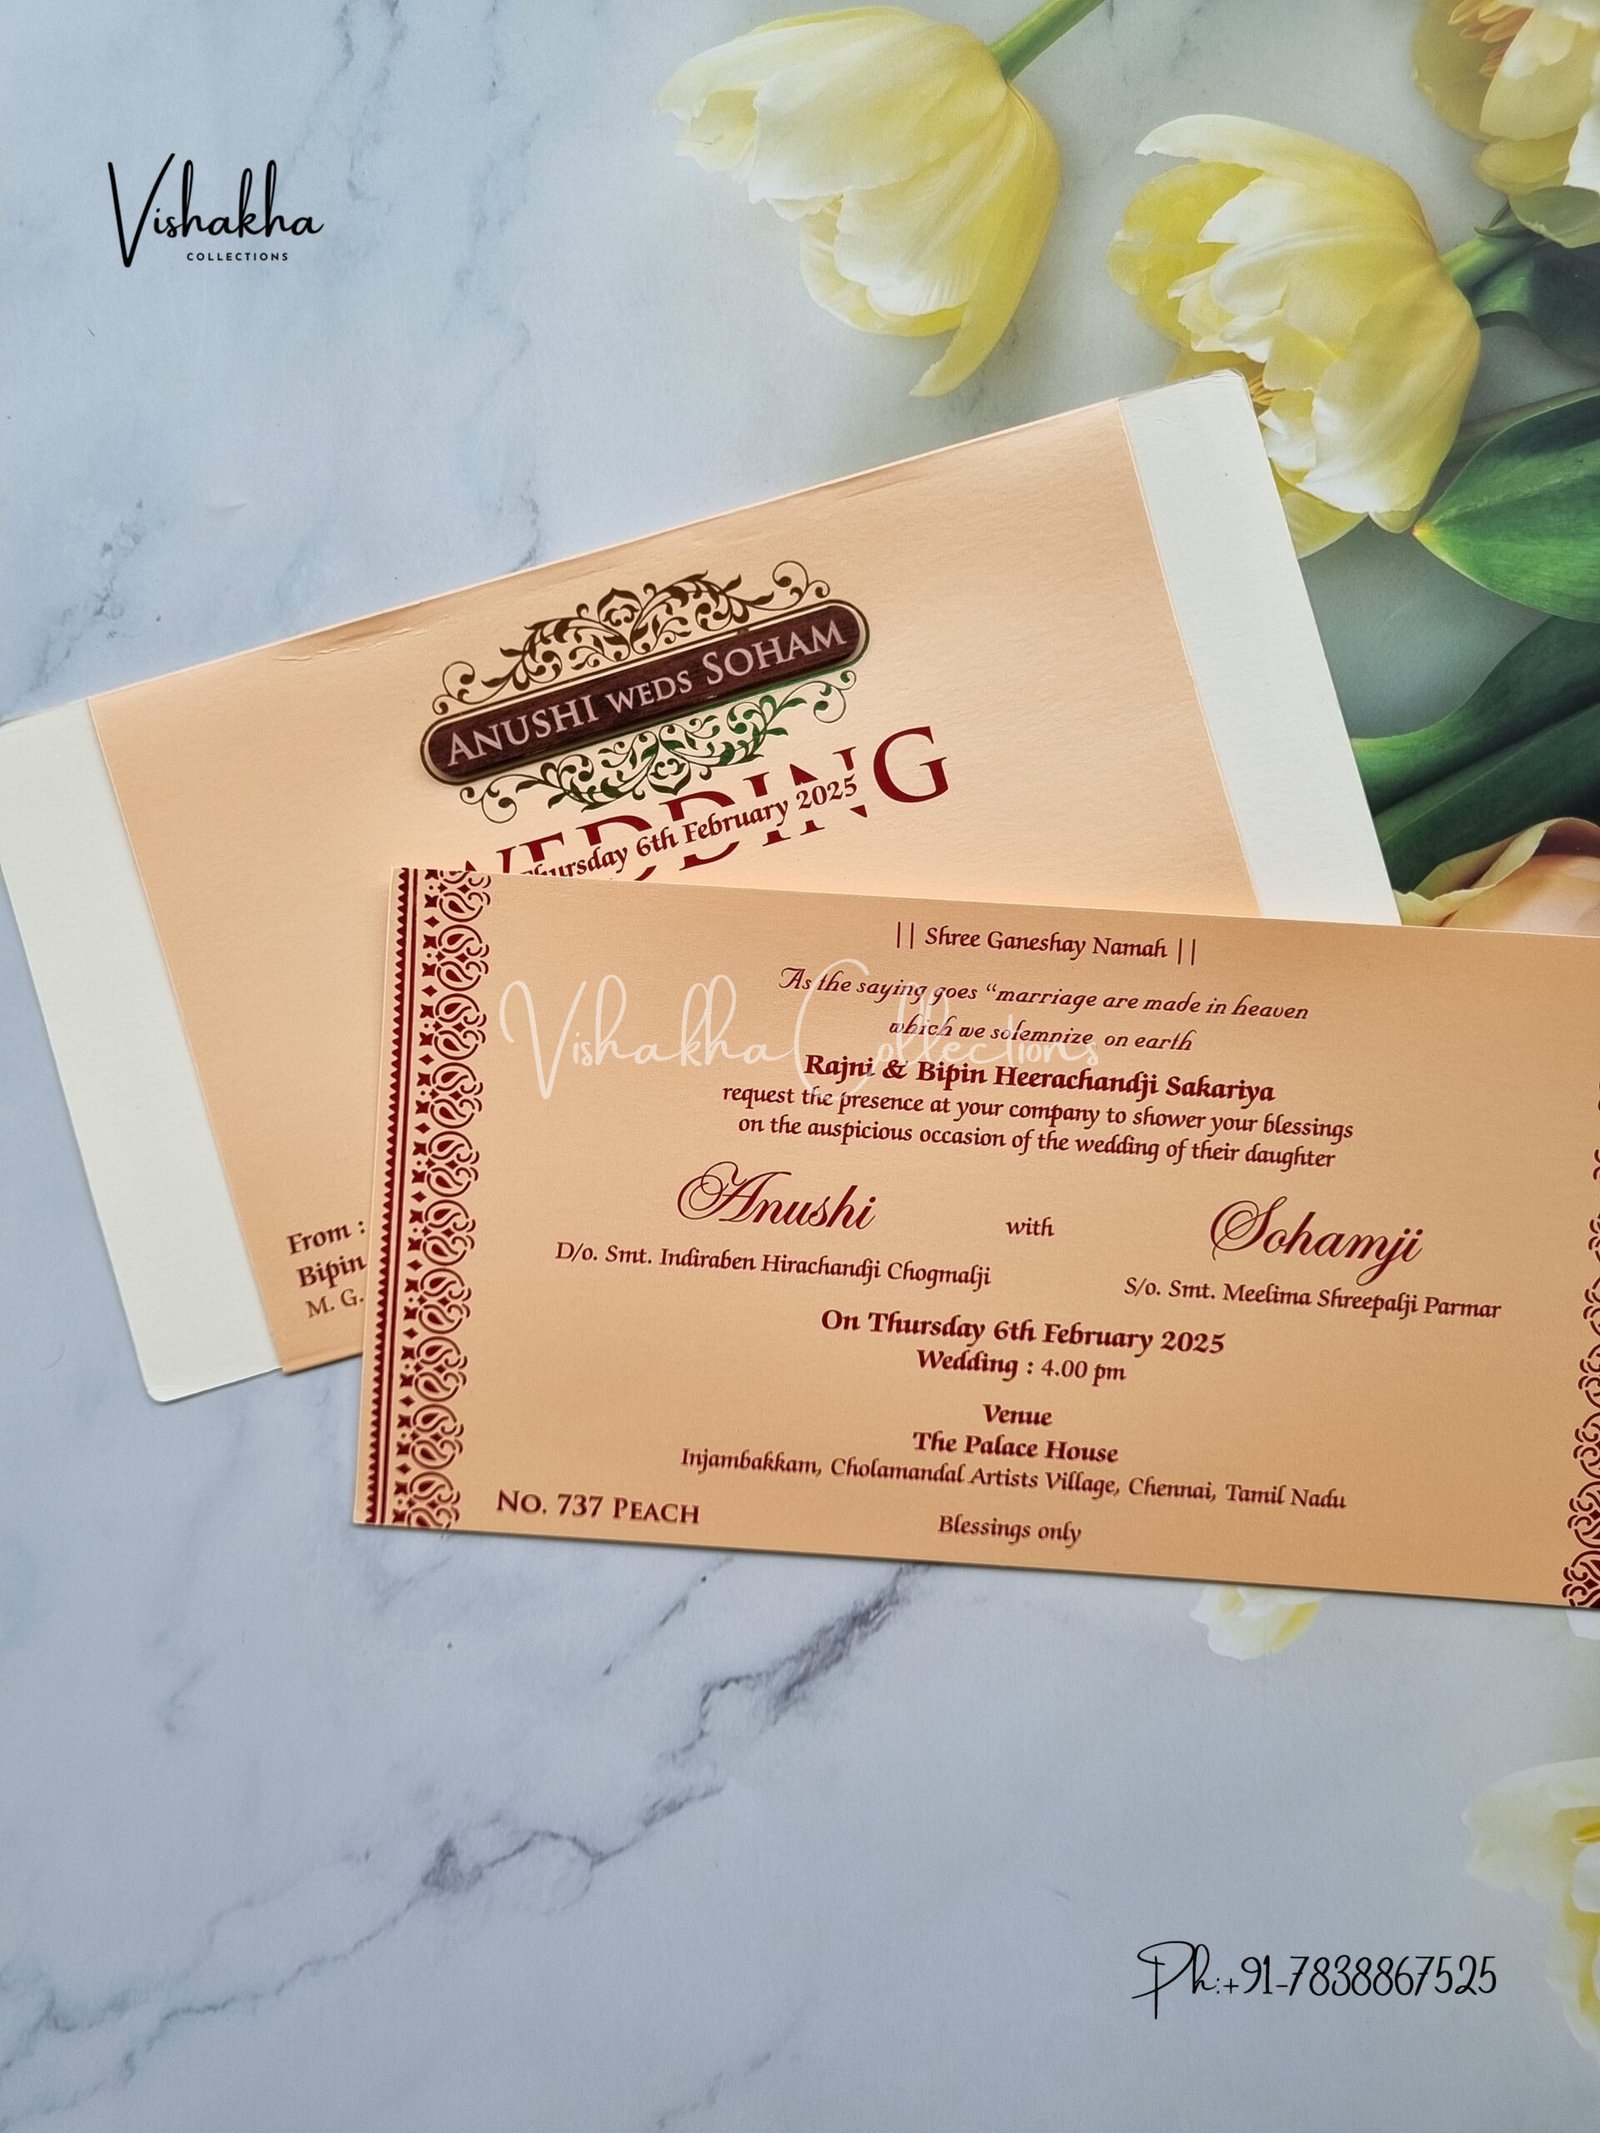 Vishakha
COLLECTIONS
ANUSHI WEDS SOHAM
WEDDING
Thursday 6th February 2025
From :
Bipin
M. G.
|| Shree Ganeshay Namah ||
As the saying goes “marriage are made in heaven
which we solemnize on earth
Vishakha Collections
Rajni & Bipin Heerachandji Sakariya
request the presence at your company to shower your blessings
on the auspicious occasion of the wedding of their daughter
Anushi with Sohamji
D/o. Smt. Indiraben Hirachandji Chogmalji
S/o. Smt. Meelima Shreepalji Parmar
On Thursday 6th February 2025
Wedding : 4.00 pm
Venue
The Palace House
Injambakkam, Cholamandal Artists Village, Chennai, Tamil Nadu
No. 737 PEACH
Blessings only
Ph:+91-7838867525